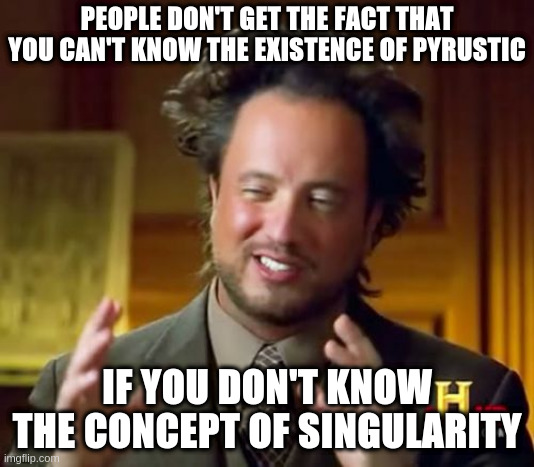 PEOPLE DON'T GET THE FACT THAT
YOU CAN'T KNOW THE EXISTENCE OF PYRUSTIC
H
IF YOU DON'T KNOW
THE CONCEPT OF SINGULARITY
imgflip.com